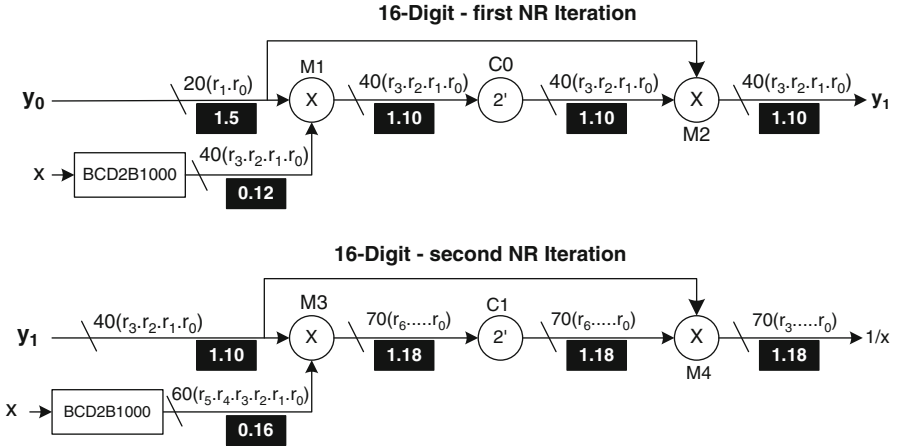 16-Digit - first NR Iteration
y₀ 20(r₁.r₀) 1.5 M1 X 40(r₃.r₂.r₁.r₀) 1.10 C0 2' 40(r₃.r₂.r₁.r₀) 1.10 X M2 40(r₃.r₂.r₁.r₀) 1.10 y₁
X BCD2B1000 40(r₃.r₂.r₁.r₀) 0.12
16-Digit - second NR Iteration
y₁ 40(r₃.r₂.r₁.r₀) 1.10 M3 X 70(r₆.....r₀) 1.18 C1 2' 70(r₆.....r₀) 1.18 X M4 70(r₃.....r₀) 1.18 1/x
X BCD2B1000 60(r₅.r₄.r₃.r₂.r₁.r₀) 0.16